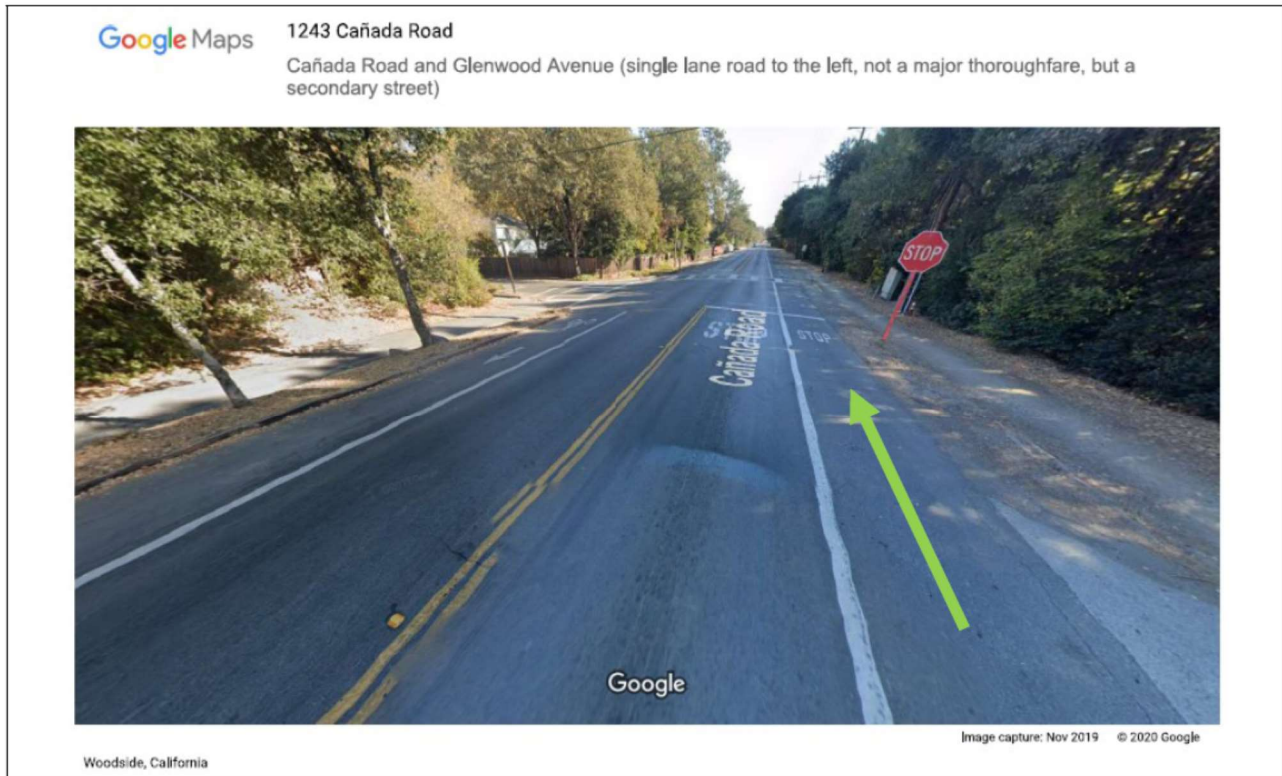 Google Maps
1243 Cañada Road
Cañada Road and Glenwood Avenue (single lane road to the left, not a major thoroughfare, but a
secondary street)
STOP
Cañada Road
STOP
Google
Image capture: Nov 2019 © 2020 Google
Woodside, California